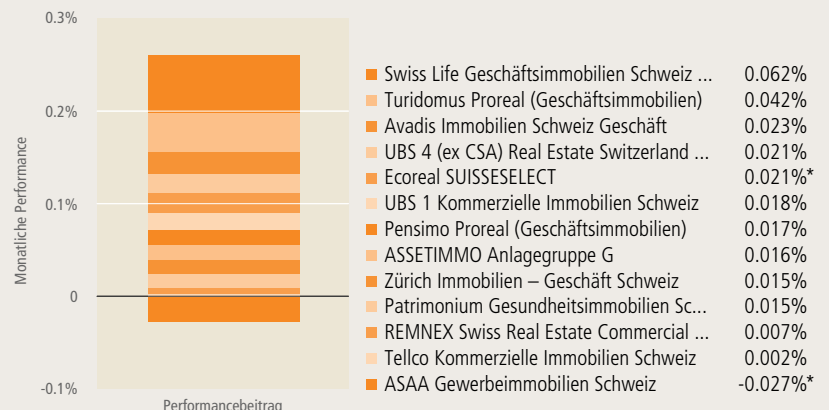 0.3%
0.2%
0.1%
0
-0.1%
Monatliche Performance
Performancebeitrag
Swiss Life Geschäftsimmobilien Schweiz ... 0.062%
Turidomus Proreal (Geschäftsimmobilien) 0.042%
Avadis Immobilien Schweiz Geschäft 0.023%
UBS 4 (ex CSA) Real Estate Switzerland ... 0.021%
Ecoreal SUISSESELECT 0.021%*
UBS 1 Kommerzielle Immobilien Schweiz 0.018%
Pensimo Proreal (Geschäftsimmobilien) 0.017%
ASSETIMMO Anlagegruppe G 0.016%
Zürich Immobilien – Geschäft Schweiz 0.015%
Patrimonium Gesundheitsimmobilien Sc... 0.015%
REMNEX Swiss Real Estate Commercial ... 0.007%
Tellco Kommerzielle Immobilien Schweiz 0.002%
ASAA Gewerbeimmobilien Schweiz -0.027%*